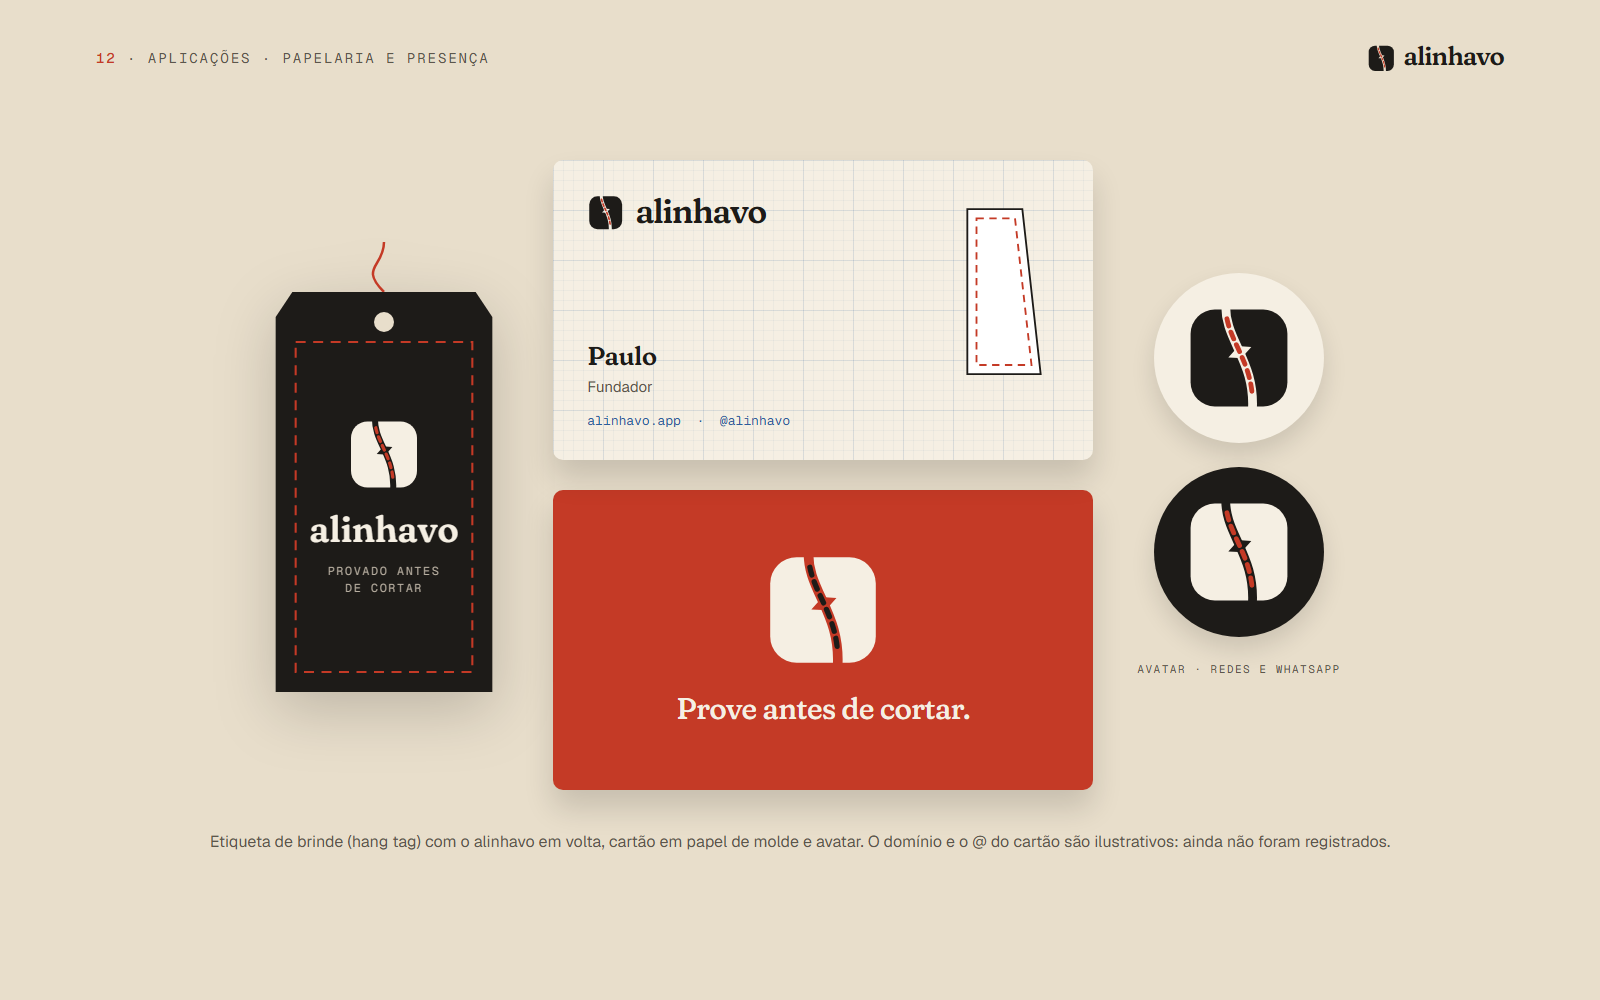 12 · APLICAÇÕES · PAPELARIA E PRESENÇA
alinhavo
alinhavo
PROVADO ANTES
DE CORTAR
alinhavo
Paulo
Fundador
alinhavo.app · @alinhavo
Prove antes de cortar.
AVATAR · REDES E WHATSAPP
Etiqueta de brinde (hang tag) com o alinhavo em volta, cartão em papel de molde e avatar. O domínio e o @ do cartão são ilustrativos: ainda não foram registrados.